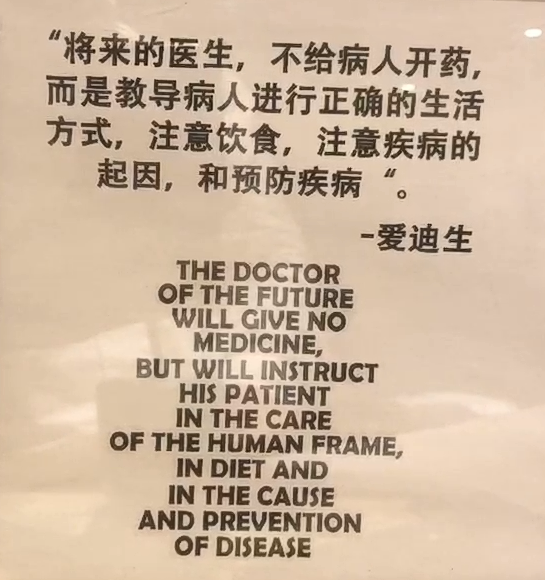 “将来的医生，不给病人开药，
而是教导病人进行正确的生活
方式，注意饮食，注意疾病的
起因，和预防疾病 “。
-爱迪生
THE DOCTOR
OF THE FUTURE
WILL GIVE NO
MEDICINE,
BUT WILL INSTRUCT
HIS PATIENT
IN THE CARE
OF THE HUMAN FRAME,
IN DIET AND
IN THE CAUSE
AND PREVENTION
OF DISEASE